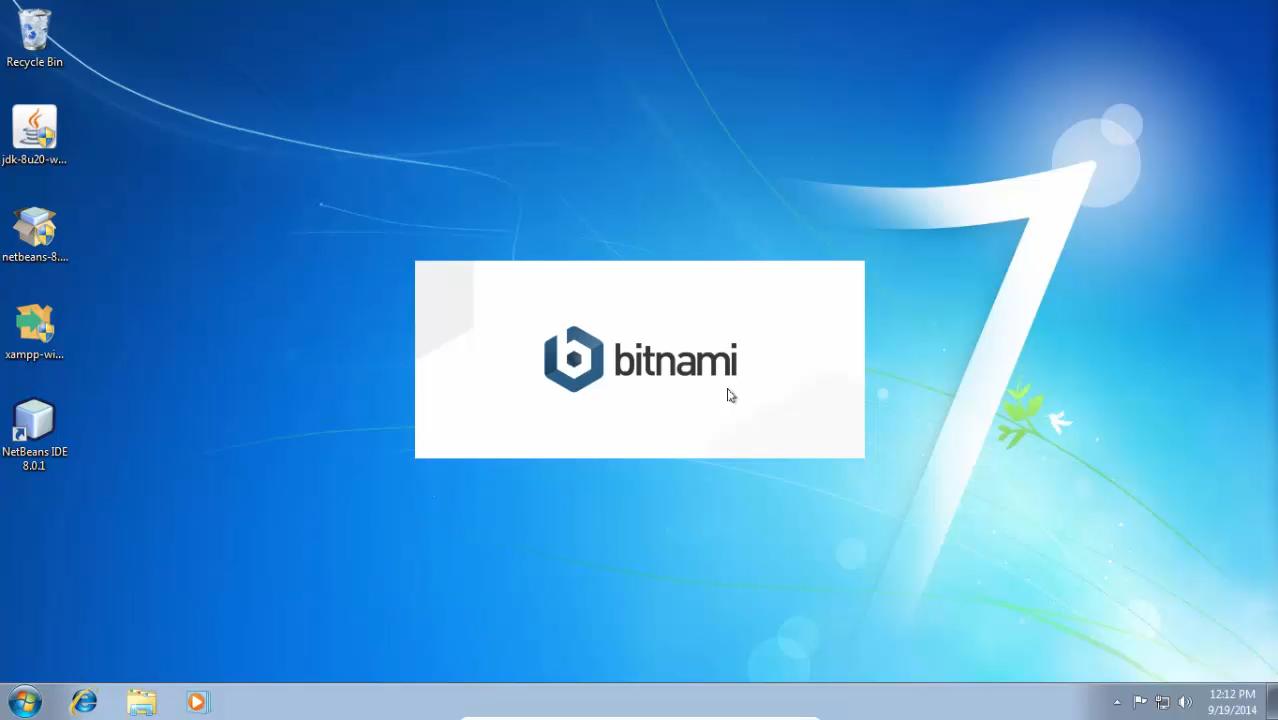 Recycle Bin
jdk-8u20-w...
netbeans-8....
xampp-wi...
NetBeans IDE
8.0.1
bitnami
7
12:12 PM
9/19/2014